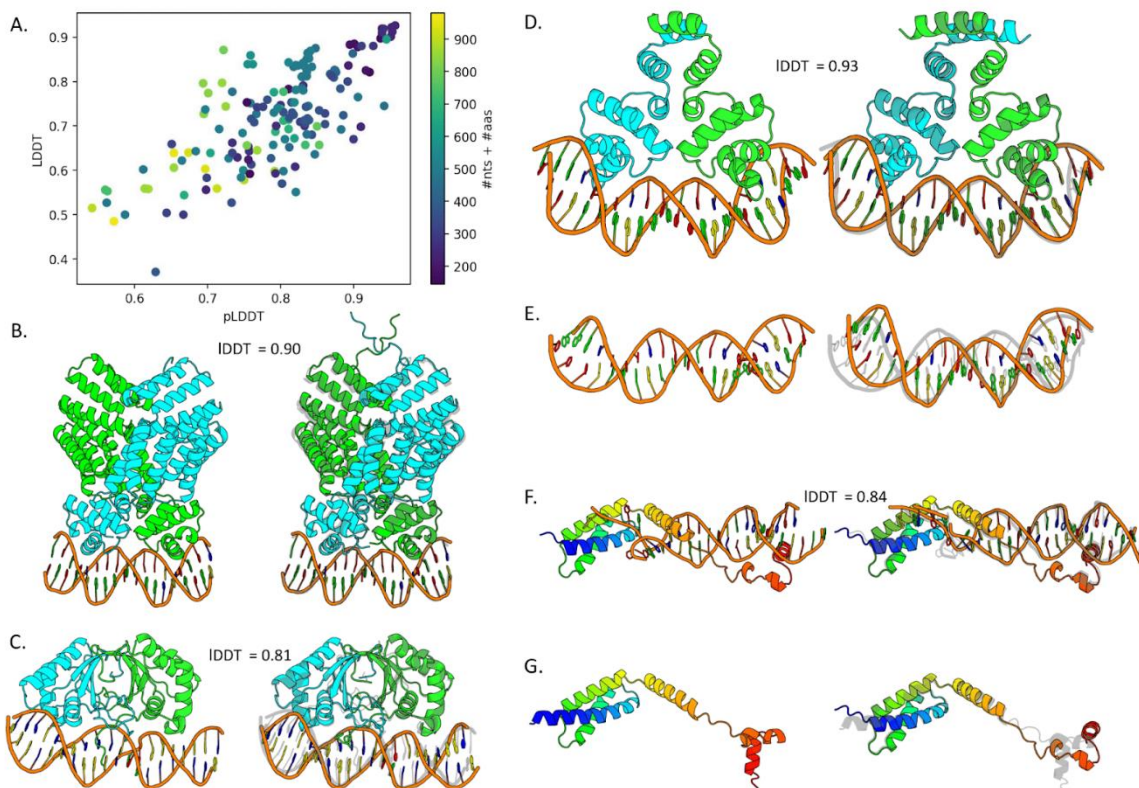 A.
LDDT
0.9
0.8
0.7
0.6
0.5
0.4
0.6
0.7
0.8
0.9
pLDDT
900
800
700
600
500
400
300
200
#nts + #aas
B.
lDDT = 0.90
C.
lDDT = 0.81
D.
lDDT = 0.93
E.
F.
lDDT = 0.84
G.